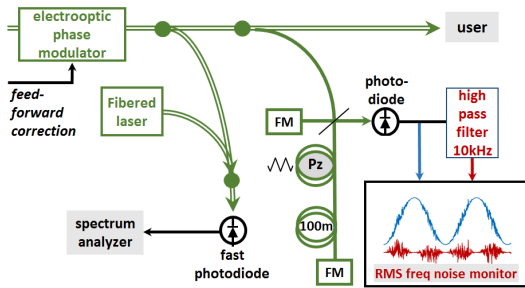 electrooptic
phase
modulator
user
feed-
forward
correction
Fibered
laser
photo-
diode
high
pass
filter
10kHz
FM
Pz
100m
FM
spectrum
analyzer
fast
photodiode
RMS freq noise monitor